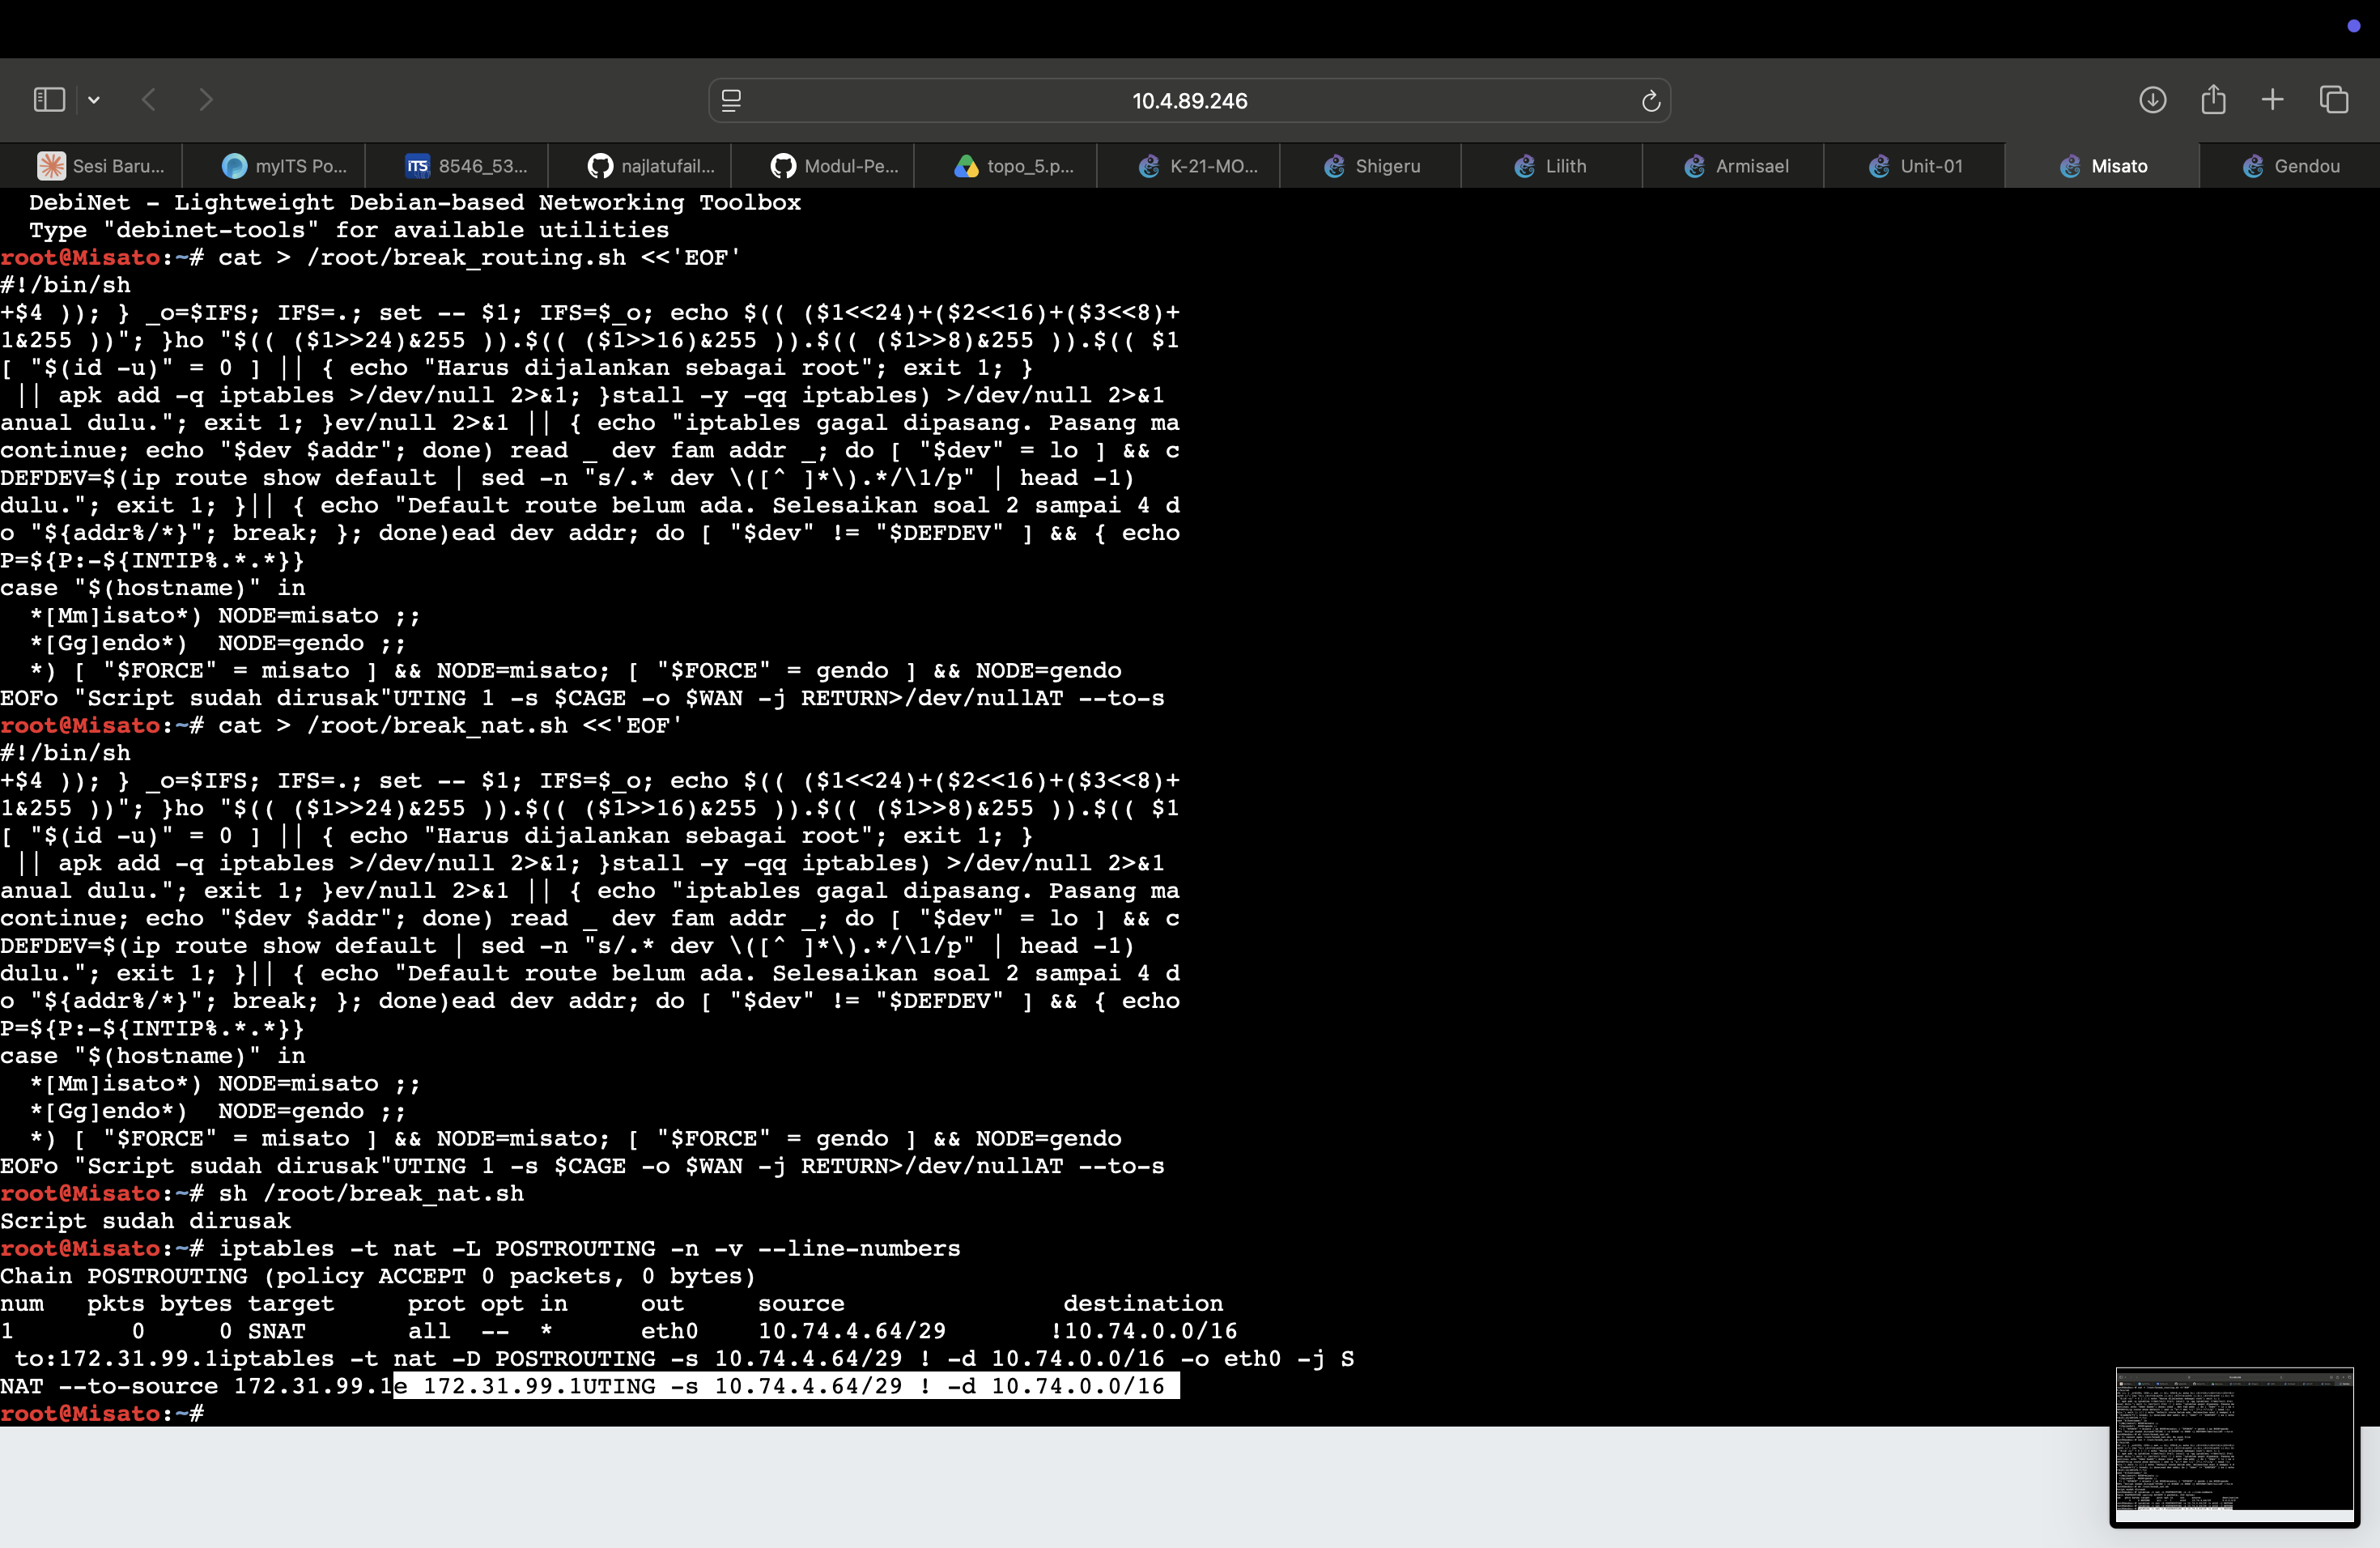 10.4.89.246
Sesi Baru...
myITS Po...
iTS 8546_53...
najlatufail...
Modul-Pe...
topo_5.p...
K-21-MO...
Shigeru
Lilith
Armisael
Unit-01
Misato
Gendou
DebiNet - Lightweight Debian-based Networking Toolbox
Type "debinet-tools" for available utilities
root@Misato:~# cat > /root/break_routing.sh <<'EOF'
#!/bin/sh
+$4 )); } _o=$IFS; IFS=.; set -- $1; IFS=$_o; echo $(( ($1<<24)+($2<<16)+($3<<8)+
1&255 ))"; }ho "$(( ($1>>24)&255 )).$(( ($1>>16)&255 )).$(( ($1>>8)&255 )).$(( $1
[ "$(id -u)" = 0 ] || { echo "Harus dijalankan sebagai root"; exit 1; }
 || apk add -q iptables >/dev/null 2>&1; }stall -y -qq iptables) >/dev/null 2>&1
anual dulu."; exit 1; }ev/null 2>&1 || { echo "iptables gagal dipasang. Pasang ma
continue; echo "$dev $addr"; done) read _ dev fam addr _; do [ "$dev" = lo ] && c
DEFDEV=$(ip route show default | sed -n "s/.* dev \([^ ]*\).*/\1/p" | head -1)
dulu."; exit 1; }|| { echo "Default route belum ada. Selesaikan soal 2 sampai 4 d
o "${addr%/*}"; break; }; done)ead dev addr; do [ "$dev" != "$DEFDEV" ] && { echo
P=${P:-${INTIP%.*.*}}
case "$(hostname)" in
  *[Mm]isato*) NODE=misato ;;
  *[Gg]endo*)  NODE=gendo ;;
  *) [ "$FORCE" = misato ] && NODE=misato; [ "$FORCE" = gendo ] && NODE=gendo
EOFo "Script sudah dirusak"UTING 1 -s $CAGE -o $WAN -j RETURN>/dev/nullAT --to-s
root@Misato:~# cat > /root/break_nat.sh <<'EOF'
#!/bin/sh
+$4 )); } _o=$IFS; IFS=.; set -- $1; IFS=$_o; echo $(( ($1<<24)+($2<<16)+($3<<8)+
1&255 ))"; }ho "$(( ($1>>24)&255 )).$(( ($1>>16)&255 )).$(( ($1>>8)&255 )).$(( $1
[ "$(id -u)" = 0 ] || { echo "Harus dijalankan sebagai root"; exit 1; }
 || apk add -q iptables >/dev/null 2>&1; }stall -y -qq iptables) >/dev/null 2>&1
anual dulu."; exit 1; }ev/null 2>&1 || { echo "iptables gagal dipasang. Pasang ma
continue; echo "$dev $addr"; done) read _ dev fam addr _; do [ "$dev" = lo ] && c
DEFDEV=$(ip route show default | sed -n "s/.* dev \([^ ]*\).*/\1/p" | head -1)
dulu."; exit 1; }|| { echo "Default route belum ada. Selesaikan soal 2 sampai 4 d
o "${addr%/*}"; break; }; done)ead dev addr; do [ "$dev" != "$DEFDEV" ] && { echo
P=${P:-${INTIP%.*.*}}
case "$(hostname)" in
  *[Mm]isato*) NODE=misato ;;
  *[Gg]endo*)  NODE=gendo ;;
  *) [ "$FORCE" = misato ] && NODE=misato; [ "$FORCE" = gendo ] && NODE=gendo
EOFo "Script sudah dirusak"UTING 1 -s $CAGE -o $WAN -j RETURN>/dev/nullAT --to-s
root@Misato:~# sh /root/break_nat.sh
Script sudah dirusak
root@Misato:~# iptables -t nat -L POSTROUTING -n -v --line-numbers
Chain POSTROUTING (policy ACCEPT 0 packets, 0 bytes)
num   pkts bytes target     prot opt in     out     source               destination
1        0     0 SNAT       all  --  *      eth0    10.74.4.64/29       !10.74.0.0/16
 to:172.31.99.1iptables -t nat -D POSTROUTING -s 10.74.4.64/29 ! -d 10.74.0.0/16 -o eth0 -j S
NAT --to-source 172.31.99.1e 172.31.99.1UTING -s 10.74.4.64/29 ! -d 10.74.0.0/16
root@Misato:~#